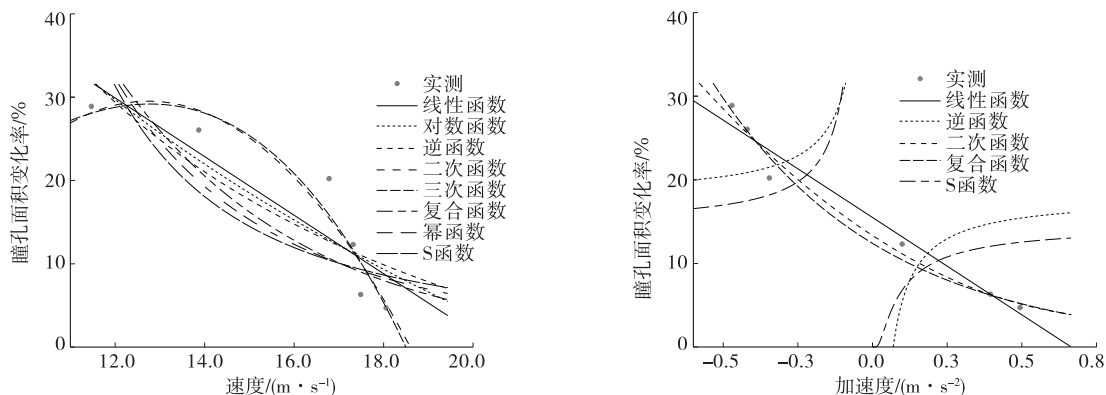 40
30
20
10
0
瞳孔面积变化率/%
12.0 14.0 16.0 18.0 20.0
速度/(m·s⁻¹)
实测
线性函数
对数函数
逆函数
二次函数
三次函数
复合函数
幂函数
S函数
40
30
20
10
0
瞳孔面积变化率/%
-0.5 -0.3 0.0 0.3 0.5 0.8
加速度/(m·s⁻²)
实测
线性函数
逆函数
二次函数
复合函数
S函数